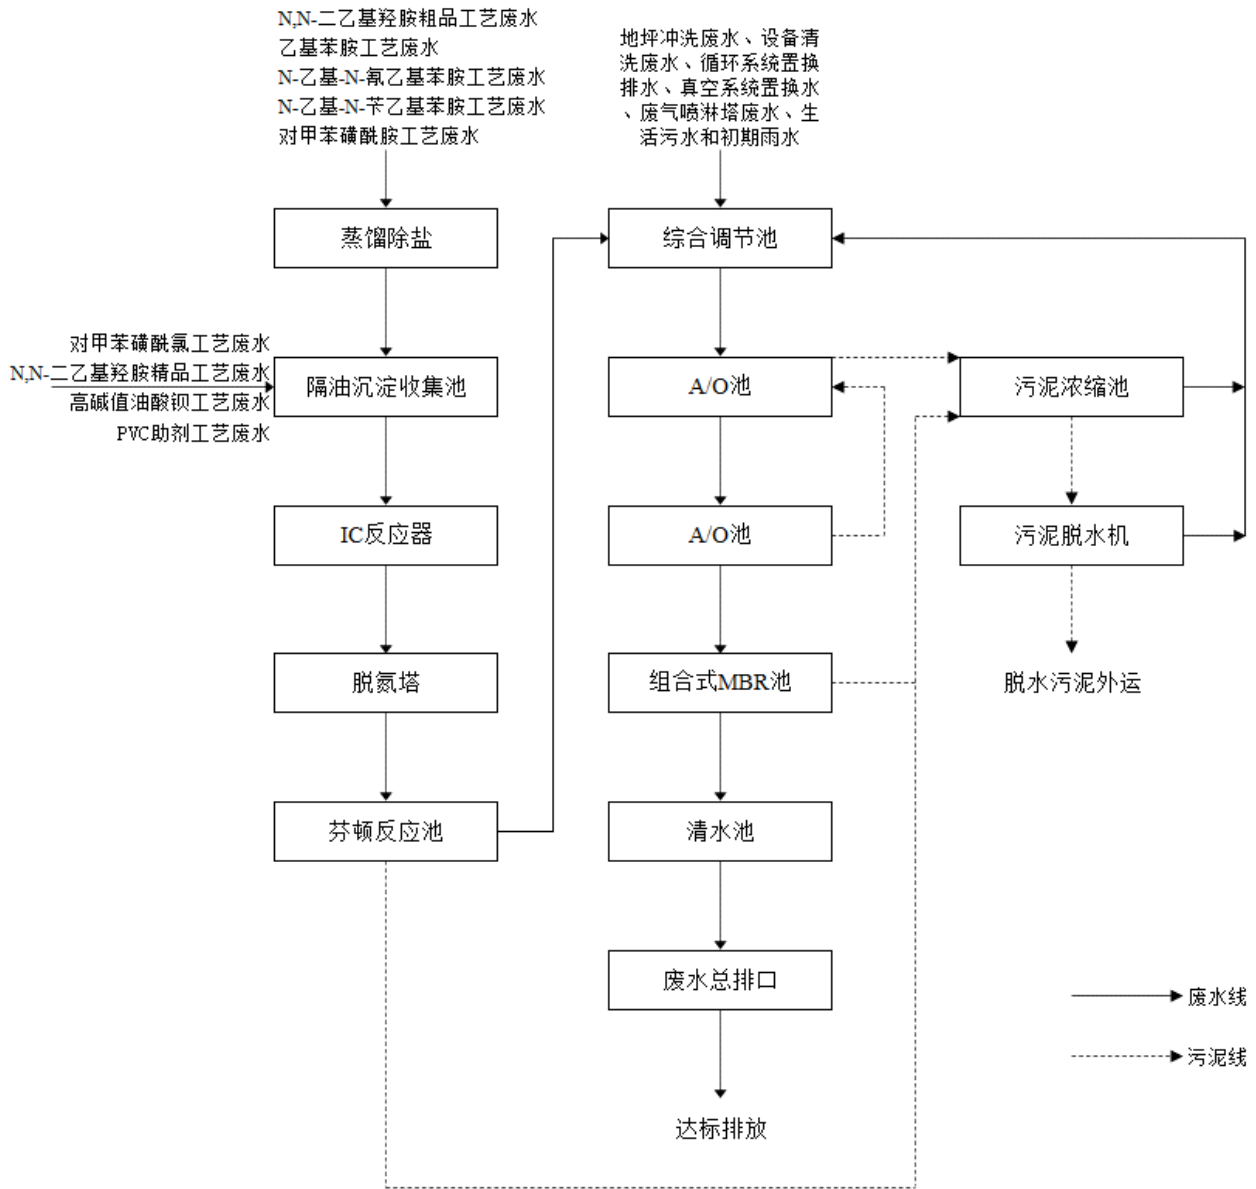 N,N-二乙基羟胺粗品工艺废水
乙基苯胺工艺废水
N-乙基-N-氰乙基苯胺工艺废水
N-乙基-N-苄乙基苯胺工艺废水
对甲苯磺酰胺工艺废水
地坪冲洗废水、设备清
洗废水、循环系统置换
排水、真空系统置换水
、废气喷淋塔废水、生
活污水和初期雨水
蒸馏除盐
综合调节池
对甲苯磺酰氯工艺废水
N,N-二乙基羟胺精品工艺废水
高碱值油酸钡工艺废水
PVC助剂工艺废水
隔油沉淀收集池
A/O池
污泥浓缩池
IC反应器
A/O池
污泥脱水机
脱氮塔
组合式MBR池
脱水污泥外运
芬顿反应池
清水池
废水总排口
废水线
污泥线
达标排放